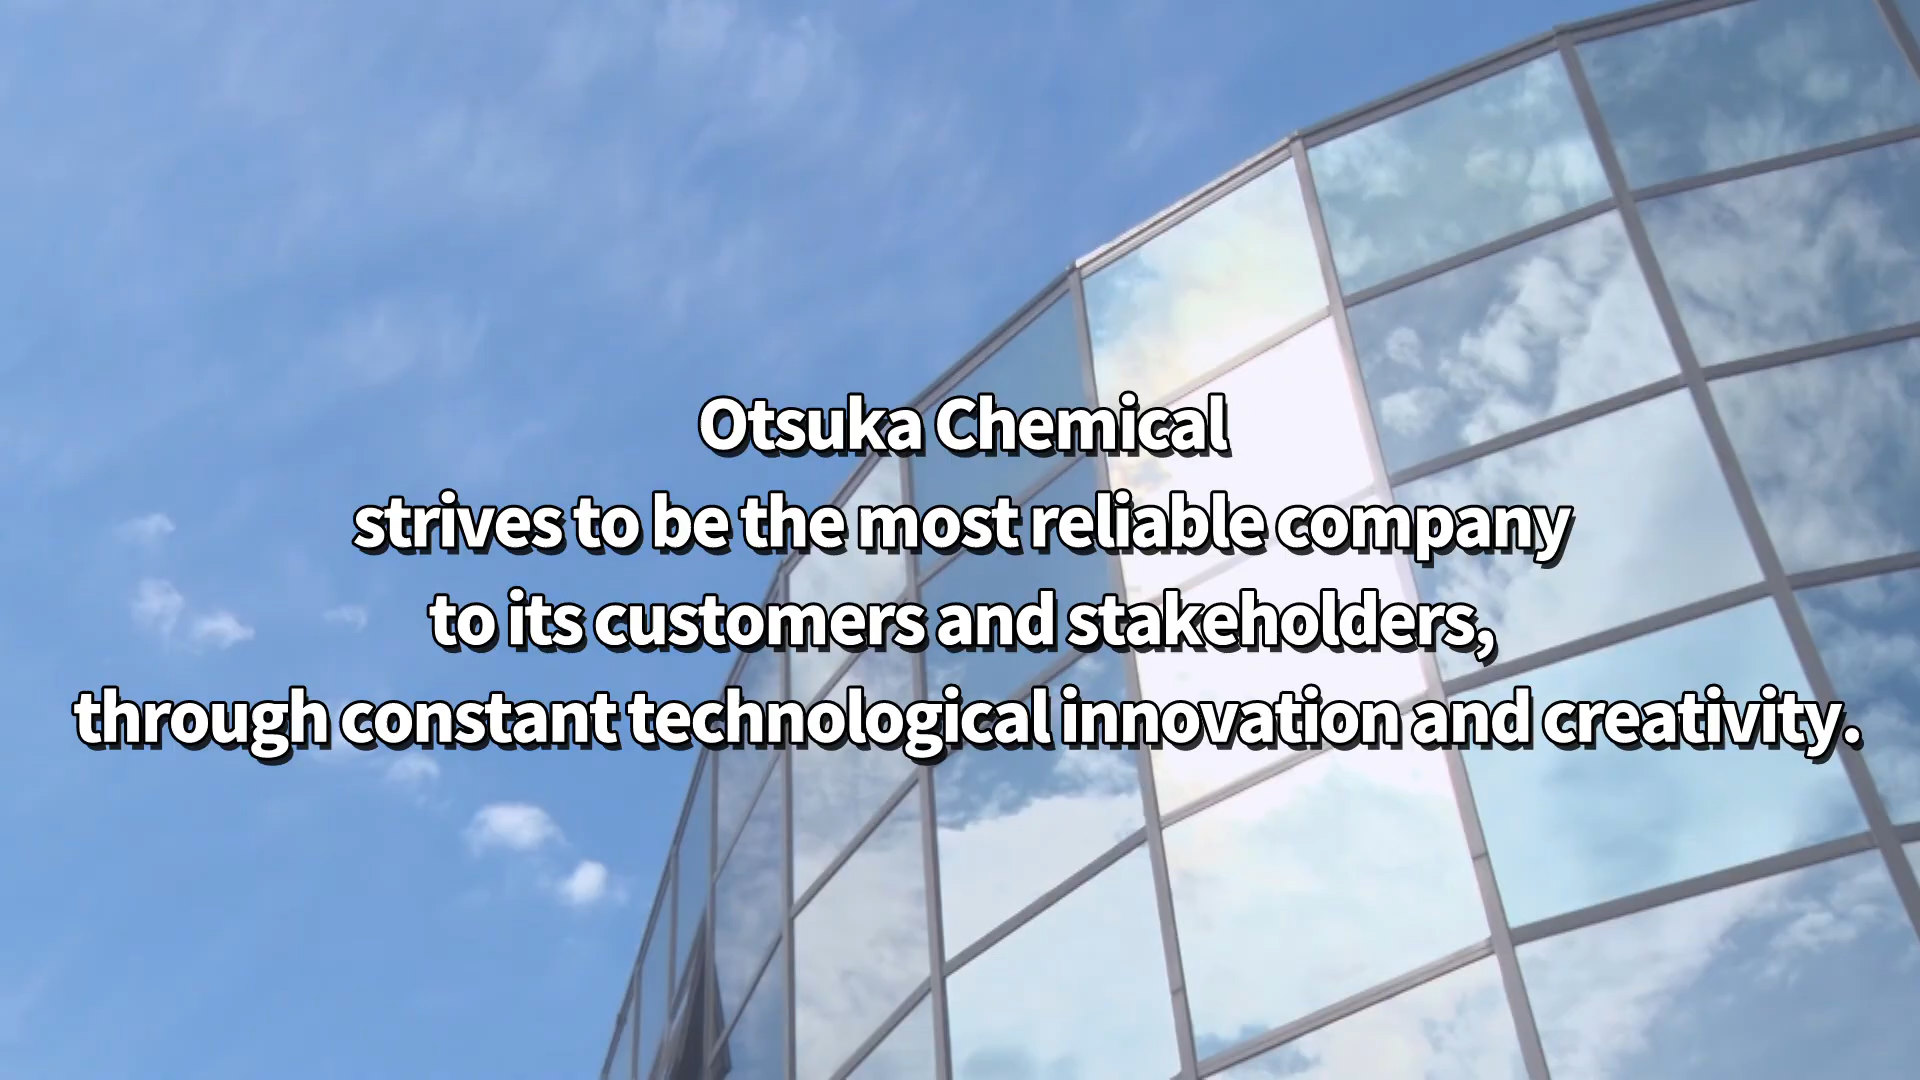 Otsuka Chemical
strives to be the most reliable company
to its customers and stakeholders,
through constant technological innovation and creativity.